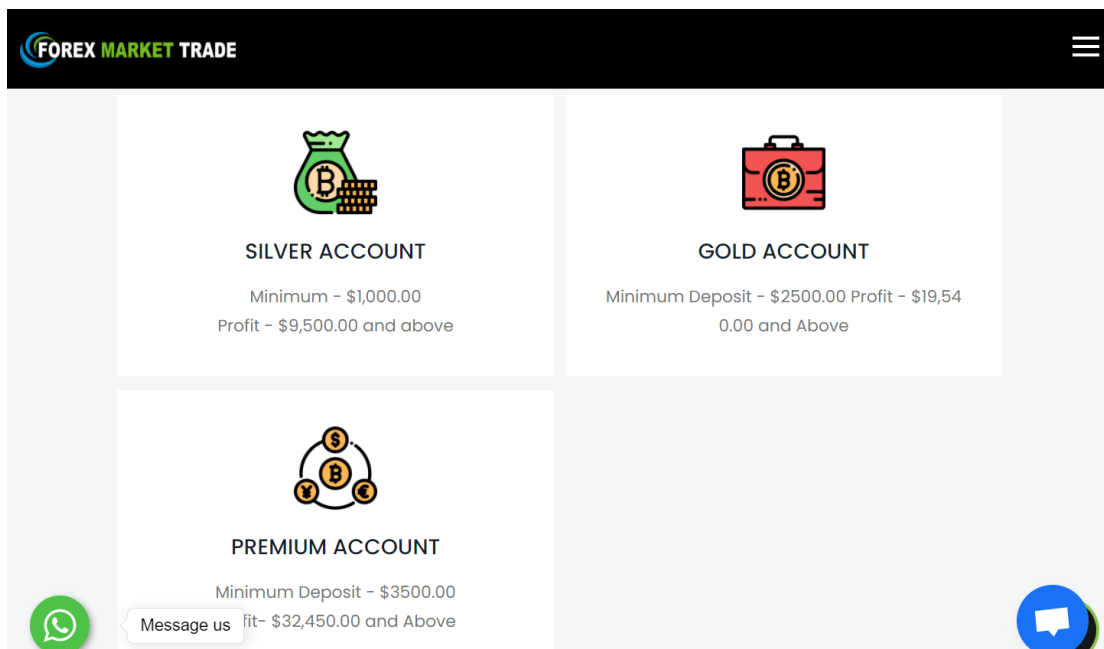 FOREX MARKET TRADE
SILVER ACCOUNT
Minimum - $1,000.00
Profit - $9,500.00 and above
GOLD ACCOUNT
Minimum Deposit - $2500.00 Profit - $19,54
0.00 and Above
PREMIUM ACCOUNT
Minimum Deposit - $3500.00
fit- $32,450.00 and Above
Message us